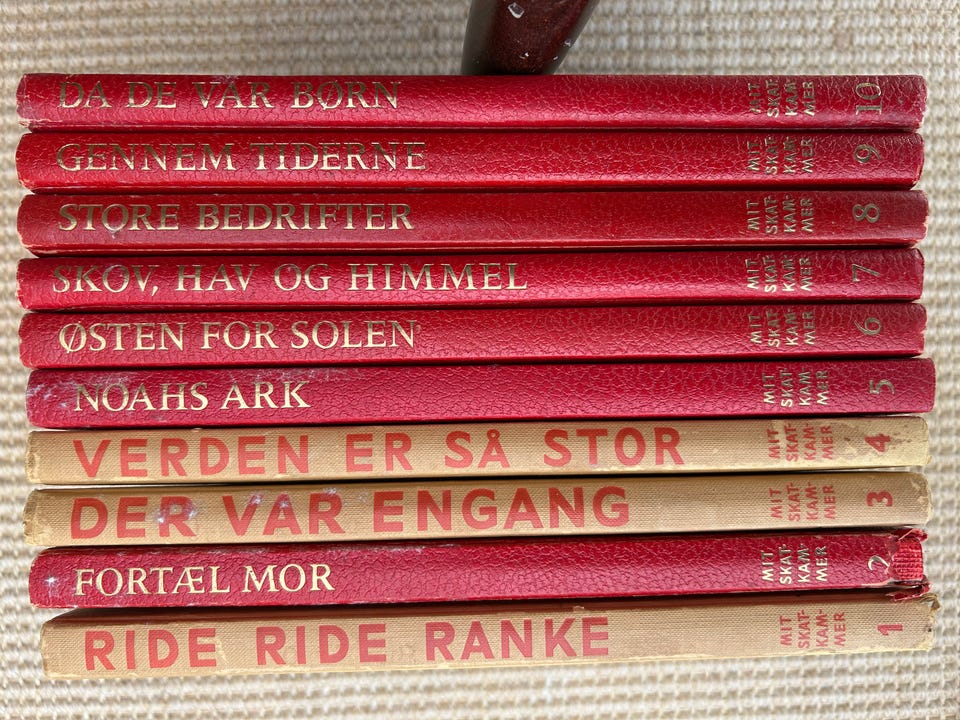 DA DE VAR BØRN
MIT
SKAT-
KAM-
MER
10
GENNEM TIDERNE
MIT
SKAT-
KAM-
MER
9
STORE BEDRIFTER
MIT
SKAT-
KAM-
MER
8
SKOV, HAV OG HIMMEL
MIT
SKAT-
KAM-
MER
7
ØSTEN FOR SOLEN
MIT
SKAT-
KAM-
MER
6
NOAHS ARK
MIT
SKAT-
KAM-
MER
5
VERDEN ER SÅ STOR
MIT
SKAT-
KAM-
MER
4
DER VAR ENGANG
MIT
SKAT-
KAM-
MER
3
FORTÆL MOR
MIT
SKAT-
KAM-
MER
2
RIDE RIDE RANKE
MIT
SKAT-
KAM-
MER
1